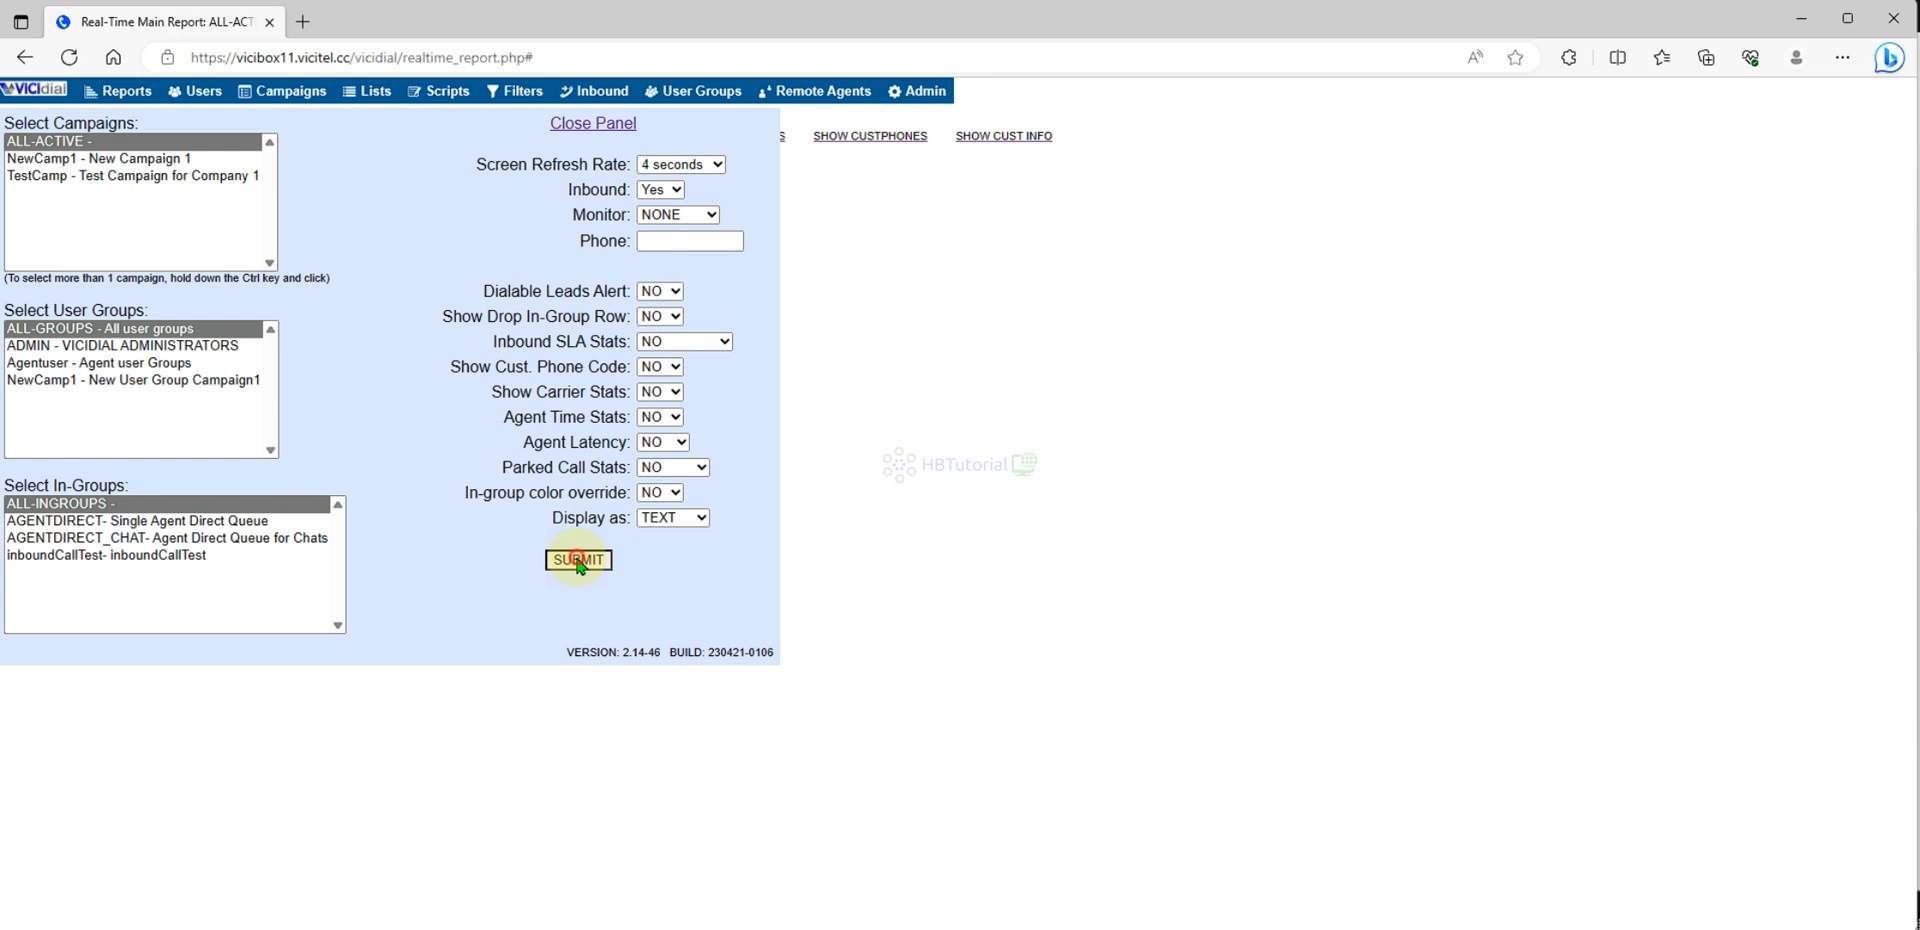 Real-Time Main Report: ALL-ACT
https://vicibox11.vicitel.cc/vicidial/realtime_report.php#
VICIdial Reports Users Campaigns Lists Scripts Filters Inbound User Groups Remote Agents Admin
Select Campaigns:
ALL-ACTIVE -
NewCamp1 - New Campaign 1
TestCamp - Test Campaign for Company 1
(To select more than 1 campaign, hold down the Ctrl key and click)
Select User Groups:
ALL-GROUPS - All user groups
ADMIN - VICIDIAL ADMINISTRATORS
Agentuser - Agent user Groups
NewCamp1 - New User Group Campaign1
Select In-Groups:
ALL-INGROUPS -
AGENTDIRECT- Single Agent Direct Queue
AGENTDIRECT_CHAT- Agent Direct Queue for Chats
inboundCallTest- inboundCallTest
Close Panel
Screen Refresh Rate: 4 seconds
Inbound: Yes
Monitor: NONE
Phone:
Dialable Leads Alert: NO
Show Drop In-Group Row: NO
Inbound SLA Stats: NO
Show Cust. Phone Code: NO
Show Carrier Stats: NO
Agent Time Stats: NO
Agent Latency: NO
Parked Call Stats: NO
In-group color override: NO
Display as: TEXT
SUBMIT
VERSION: 2.14-46 BUILD: 230421-0106
S SHOW CUSTPHONES SHOW CUST INFO
HBTutorial